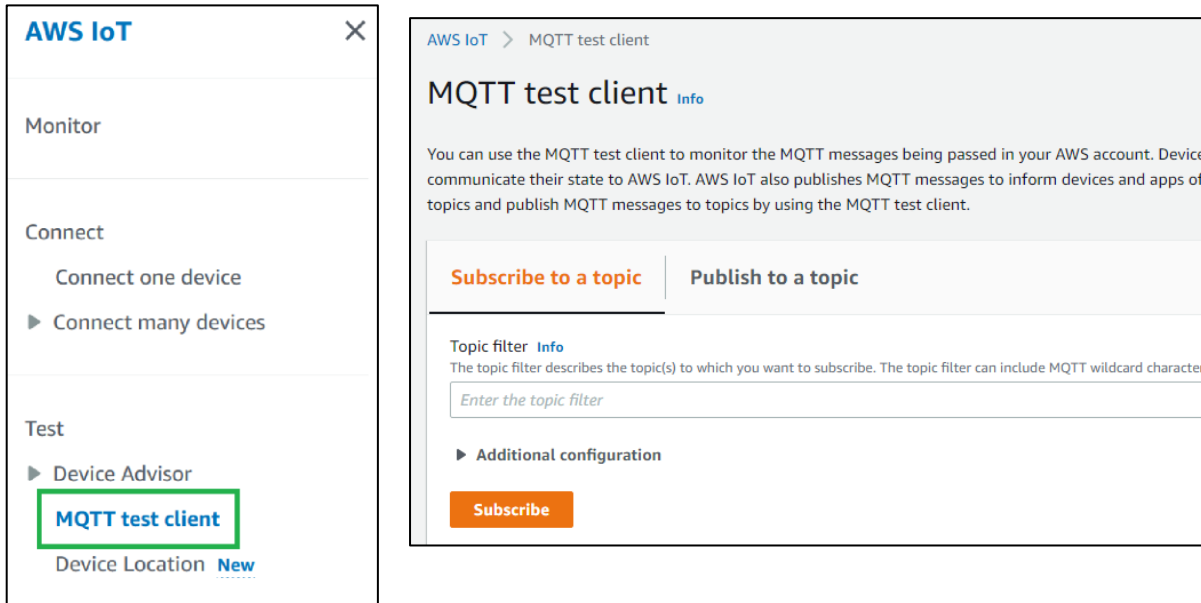 AWS IoT
Monitor
Connect
Connect one device
Connect many devices
Test
Device Advisor
MQTT test client
Device Location New
AWS IoT > MQTT test client
MQTT test client Info
You can use the MQTT test client to monitor the MQTT messages being passed in your AWS account. Device
communicate their state to AWS IoT. AWS IoT also publishes MQTT messages to inform devices and apps of
topics and publish MQTT messages to topics by using the MQTT test client.
Subscribe to a topic
Publish to a topic
Topic filter Info
The topic filter describes the topic(s) to which you want to subscribe. The topic filter can include MQTT wildcard character
Enter the topic filter
Additional configuration
Subscribe